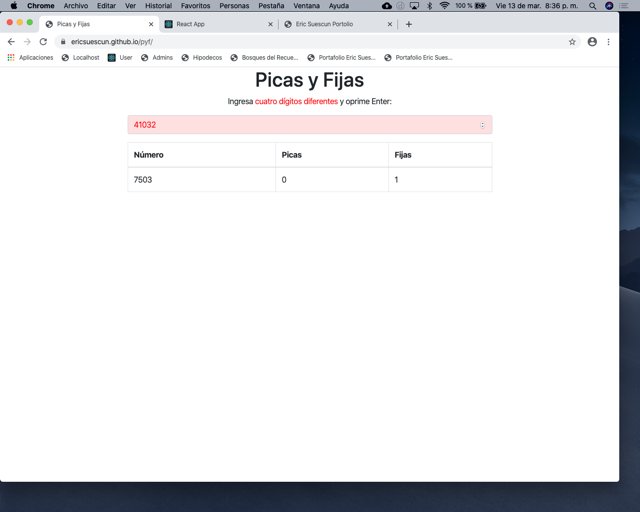 Chrome Archivo Editar Ver Historial Favoritos Personas Pestaña Ventana Ayuda 100 % Vie 13 de mar. 8:36 p. m.
Picas y Fijas React App Eric Suescun Portolio
ericsuescun.github.io/pyf/
Aplicaciones Localhost User Admins Hipodecos Bosques del Recue... Portafolio Eric Sues... Portafolio Eric Sues...
Picas y Fijas
Ingresa cuatro dígitos diferentes y oprime Enter:
41032
Número Picas Fijas
7503 0 1